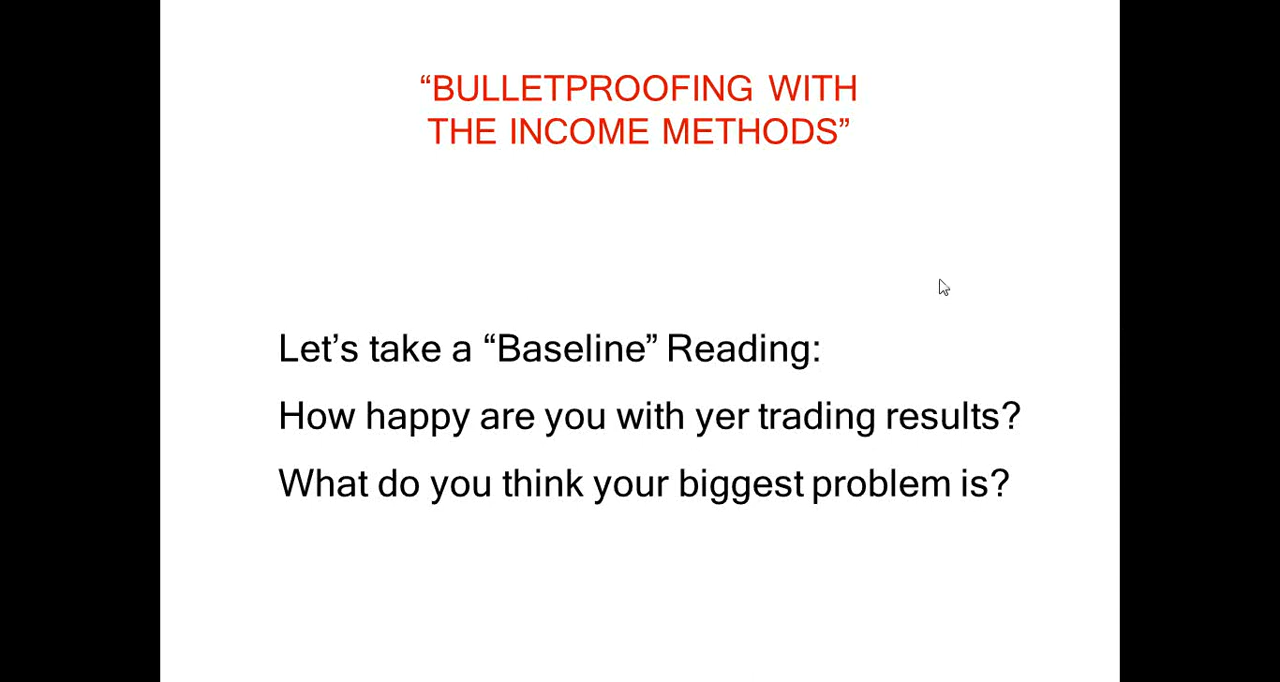 “BULLETPROOFING WITH
THE INCOME METHODS”
Let’s take a “Baseline” Reading:
How happy are you with yer trading results?
What do you think your biggest problem is?